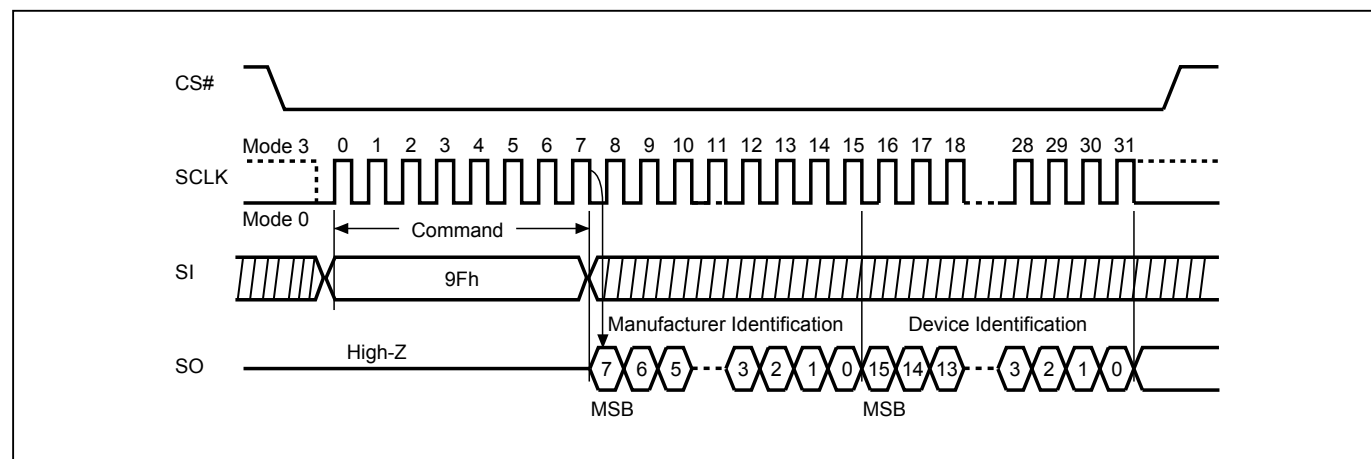 CS#
Mode 3 0 1 2 3 4 5 6 7 8 9 10 11 12 13 14 15 16 17 18 28 29 30 31
SCLK
Mode 0
Command
SI 9Fh
Manufacturer Identification Device Identification
High-Z
SO 7 6 5 3 2 1 0 15 14 13 3 2 1 0
MSB MSB